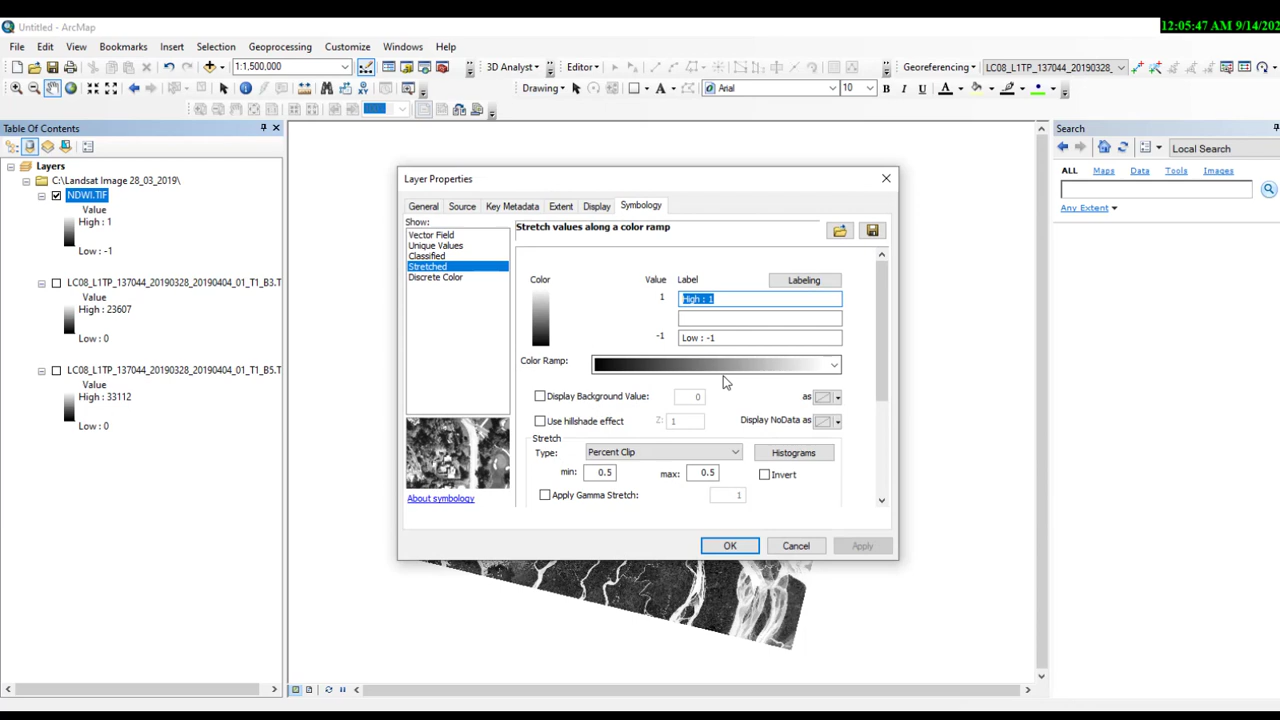 Untitled - ArcMap
12:05:47 AM 9/14/202
File Edit View Bookmarks Insert Selection Geoprocessing Customize Windows Help
1:1,500,000
3D Analyst
Editor
Georeferencing
LC08_L1TP_137044_20190328_
Drawing
Arial
10
B I U A
Table Of Contents
Layers
C:\Landsat Image 28_03_2019\
NDWI.TIF
Value
High : 1
Low : -1
LC08_L1TP_137044_20190328_20190404_01_T1_B3.T
Value
High : 23607
Low : 0
LC08_L1TP_137044_20190328_20190404_01_T1_B5.T
Value
High : 33112
Low : 0
Layer Properties
General Source Key Metadata Extent Display Symbology
Show:
Vector Field
Unique Values
Classified
Stretched
Discrete Color
About symbology
Stretch values along a color ramp
Color Value Label Labeling
1 High : 1
-1 Low : -1
Color Ramp:
Display Background Value: 0 as
Use hillshade effect Z: 1 Display NoData as
Stretch
Type: Percent Clip Histograms
min: 0.5 max: 0.5 Invert
Apply Gamma Stretch: 1
OK Cancel Apply
Search
Local Search
ALL Maps Data Tools Images
Any Extent